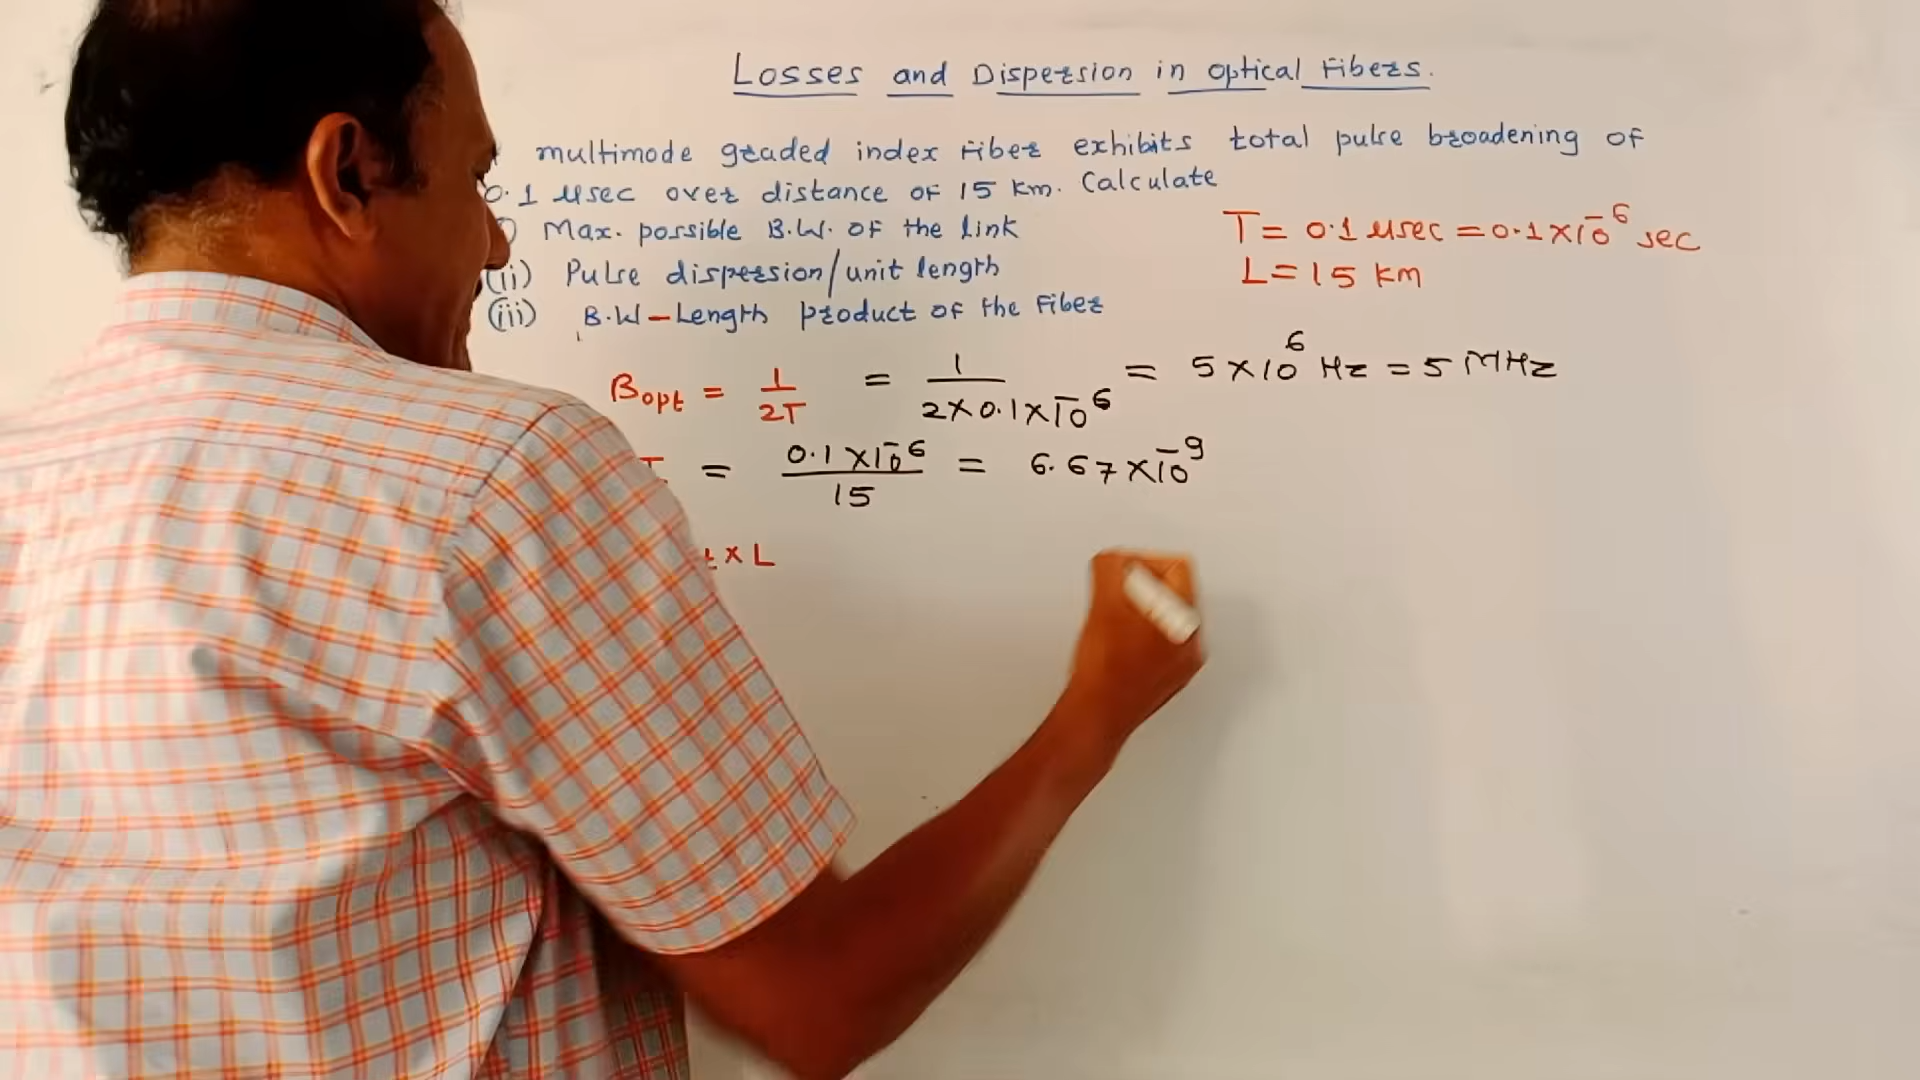 Losses and Dispersion in optical Fibers.
multimode graded index Fiber exhibits total pulse broadening of
0.1 μsec over distance of 15 km. Calculate
) Max. possible B.W. of the link
(ii) Pulse dispersion/unit length
(iii) B.W-Length product of the Fiber
T = 0.1 μsec = 0.1×10⁻⁶ sec
L = 15 km
Bopt = 1/2T = 1/2×0.1×10⁻⁶ = 5×10⁶ Hz = 5 MHz
= 0.1×10⁻⁶/15 = 6.67×10⁻⁹
t × L